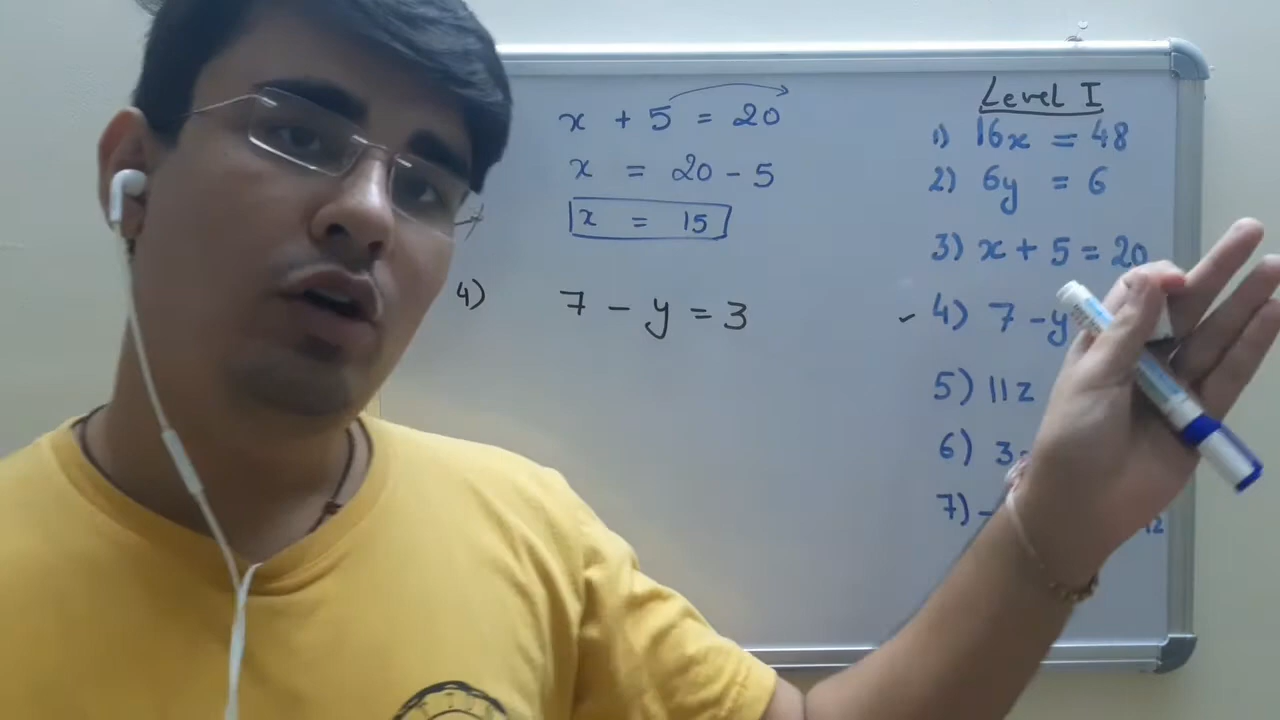 x + 5 = 20
x = 20 - 5
x = 15
4) 7 - y = 3
Level I
1) 16x = 48
2) 6y = 6
3) x + 5 = 20
4) 7 - y
5) 11z
6) 3
7) -